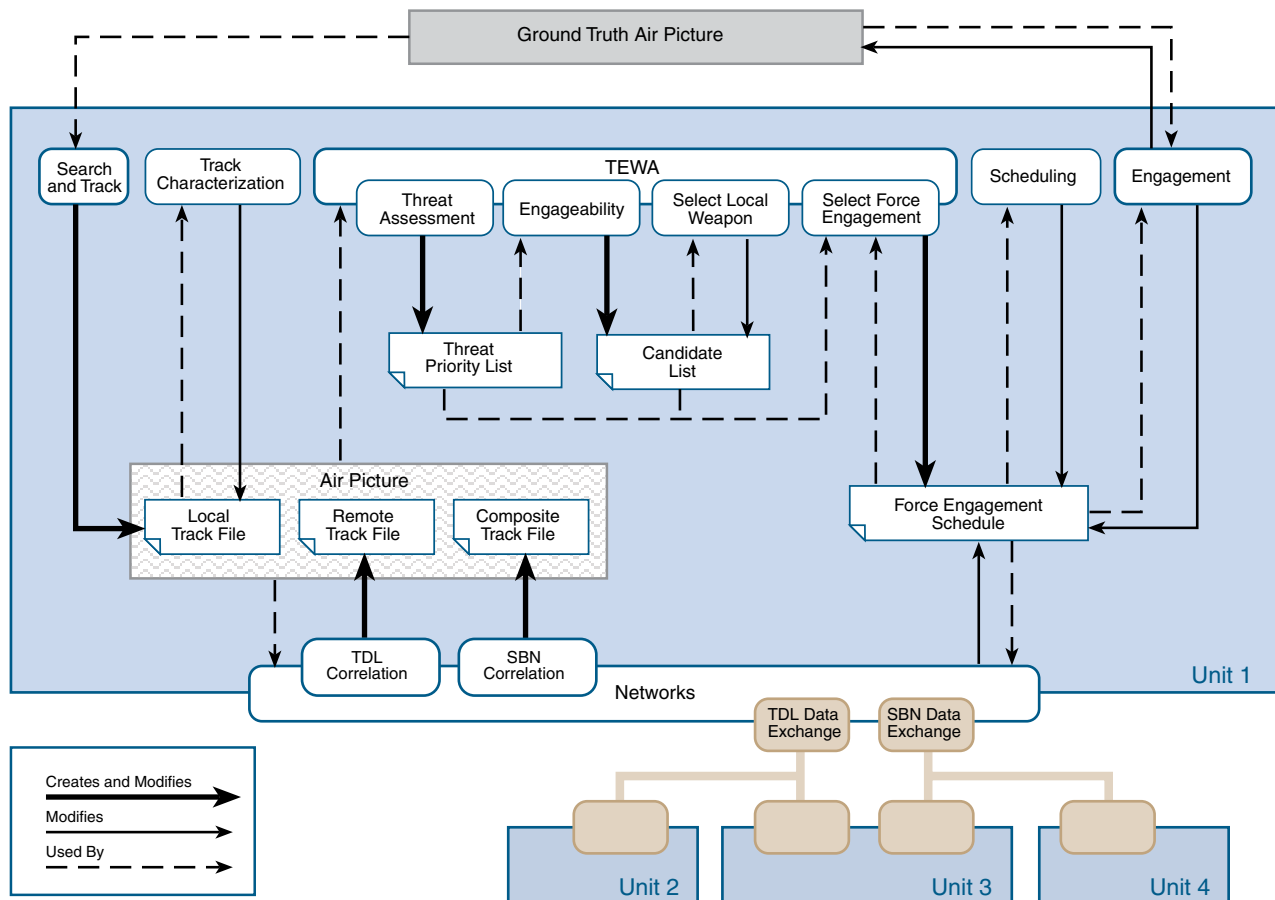 Ground Truth Air Picture
Search
and Track
Track
Characterization
TEWA
Threat
Assessment
Engageability
Select Local
Weapon
Select Force
Engagement
Scheduling
Engagement
Threat
Priority List
Candidate
List
Air Picture
Local
Track File
Remote
Track File
Composite
Track File
Force Engagement
Schedule
TDL
Correlation
SBN
Correlation
Networks
Unit 1
TDL Data
Exchange
SBN Data
Exchange
Creates and Modifies
Modifies
Used By
Unit 2
Unit 3
Unit 4